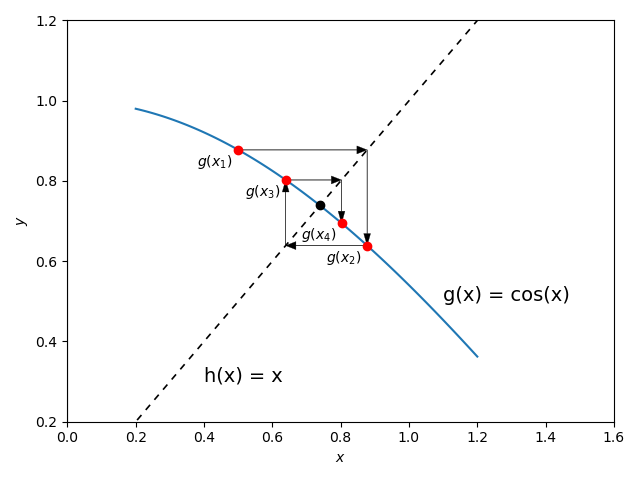 1.2
1.0
0.8
0.6
0.4
0.2
y
g(x₁)
g(x₃)
g(x₄)
g(x₂)
g(x) = cos(x)
h(x) = x
0.0 0.2 0.4 0.6 0.8 1.0 1.2 1.4 1.6
x